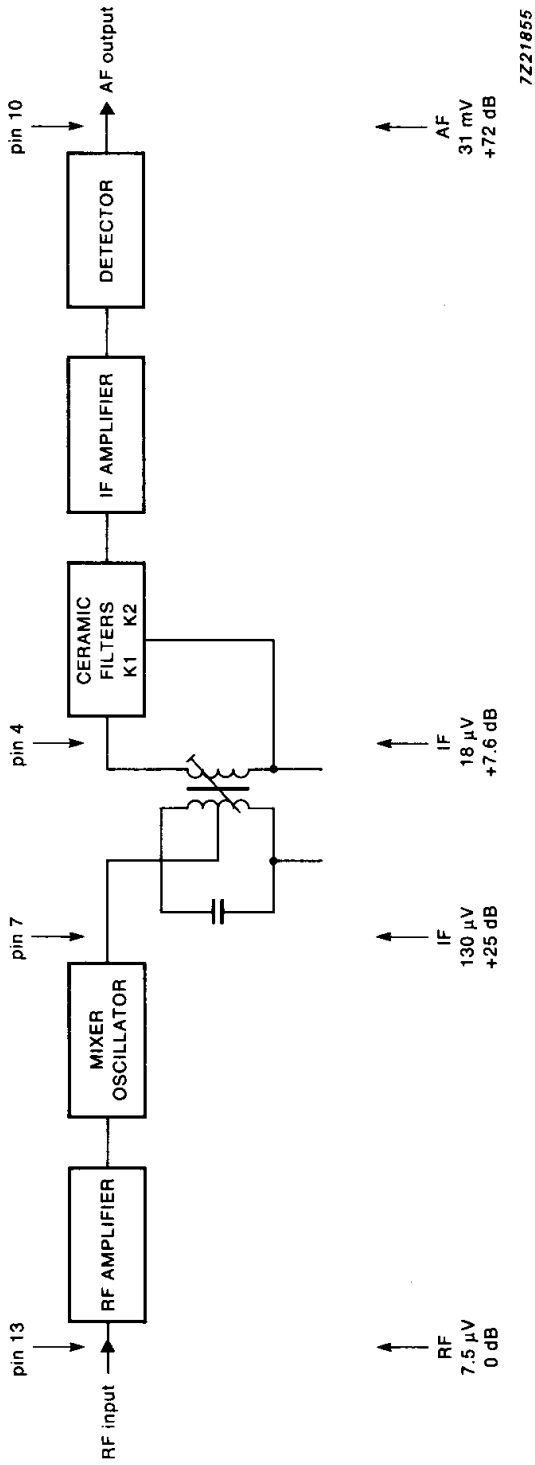 pin 13
pin 7
pin 4
pin 10
RF input
RF AMPLIFIER
MIXER
OSCILLATOR
CERAMIC
FILTERS
K1 K2
IF AMPLIFIER
DETECTOR
AF output
RF
7.5 µV
0 dB
IF
130 µV
+25 dB
IF
18 µV
+7.6 dB
AF
31 mV
+72 dB
7Z21855